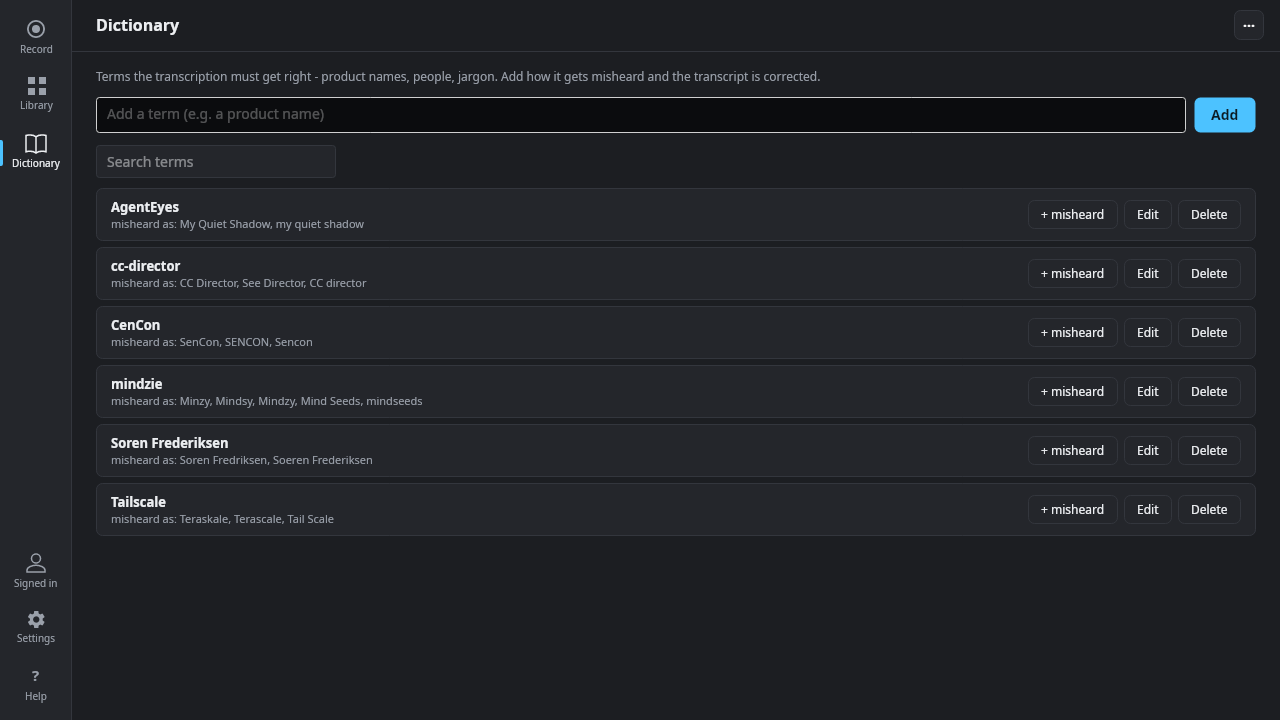 Record
Library
Dictionary
Signed in
Settings
?
Help
Dictionary
...
Terms the transcription must get right - product names, people, jargon. Add how it gets misheard and the transcript is corrected.
Add a term (e.g. a product name)
Add
Search terms
AgentEyes
misheard as: My Quiet Shadow, my quiet shadow
+ misheard Edit Delete
cc-director
misheard as: CC Director, See Director, CC director
+ misheard Edit Delete
CenCon
misheard as: SenCon, SENCON, Sencon
+ misheard Edit Delete
mindzie
misheard as: Minzy, Mindsy, Mindzy, Mind Seeds, mindseeds
+ misheard Edit Delete
Soren Frederiksen
misheard as: Soren Fredriksen, Soeren Frederiksen
+ misheard Edit Delete
Tailscale
misheard as: Teraskale, Terascale, Tail Scale
+ misheard Edit Delete